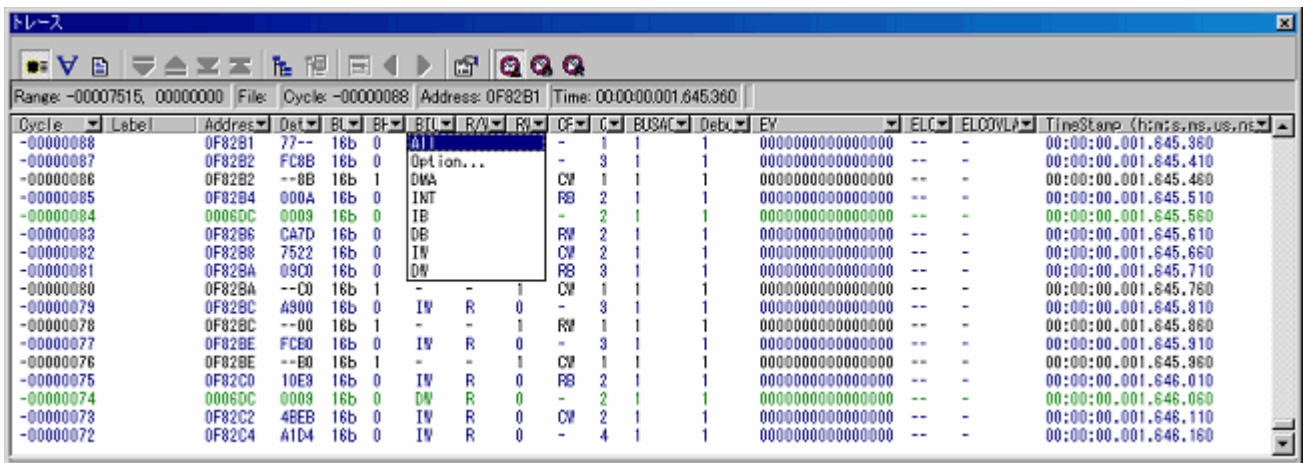 トレース
Range: -00007515, 00000000 File: Cycle: -00000088 Address: 0F82B1 Time: 00:00:00.001.645.360
Cycle Label Addres Dat BU BH BIU R/W RW CF BUSAC Debu EV ELC ELCOVLA TimeStamp (h:m:s,ms,us,ns
-00000088 0F82B1 77-- 16b 0 All - 1 1 1 0000000000000000 -- - 00:00:00.001.645.360
-00000087 0F82B2 FC8B 16b 0 Option... - 3 1 1 0000000000000000 -- - 00:00:00.001.645.410
-00000086 0F82B2 --8B 16b 1 DMA CW 1 1 1 0000000000000000 -- - 00:00:00.001.645.460
-00000085 0F82B4 000A 16b 0 INT RB 2 1 1 0000000000000000 -- - 00:00:00.001.645.510
-00000084 0006DC 0009 16b 0 IB - 2 1 1 0000000000000000 -- - 00:00:00.001.645.560
-00000083 0F82B6 CA7D 16b 0 DB RW 2 1 1 0000000000000000 -- - 00:00:00.001.645.610
-00000082 0F82B8 7522 16b 0 IW CW 2 1 1 0000000000000000 -- - 00:00:00.001.645.660
-00000081 0F82BA 09C0 16b 0 DW RB 3 1 1 0000000000000000 -- - 00:00:00.001.645.710
-00000080 0F82BA --C0 16b 1 - - 1 CW 1 1 1 0000000000000000 -- - 00:00:00.001.645.760
-00000079 0F82BC A900 16b 0 IW R 0 - 3 1 1 0000000000000000 -- - 00:00:00.001.645.810
-00000078 0F82BC --00 16b 1 - - 1 RW 1 1 1 0000000000000000 -- - 00:00:00.001.645.860
-00000077 0F82BE FCB0 16b 0 IW R 0 - 3 1 1 0000000000000000 -- - 00:00:00.001.645.910
-00000076 0F82BE --B0 16b 1 - - 1 CW 1 1 1 0000000000000000 -- - 00:00:00.001.645.960
-00000075 0F82C0 10E9 16b 0 IW R 0 RB 2 1 1 0000000000000000 -- - 00:00:00.001.646.010
-00000074 0006DC 0009 16b 0 DW R 0 - 2 1 1 0000000000000000 -- - 00:00:00.001.646.060
-00000073 0F82C2 4BEB 16b 0 IW R 0 CW 2 1 1 0000000000000000 -- - 00:00:00.001.646.110
-00000072 0F82C4 A1D4 16b 0 IW R 0 - 4 1 1 0000000000000000 -- - 00:00:00.001.646.160